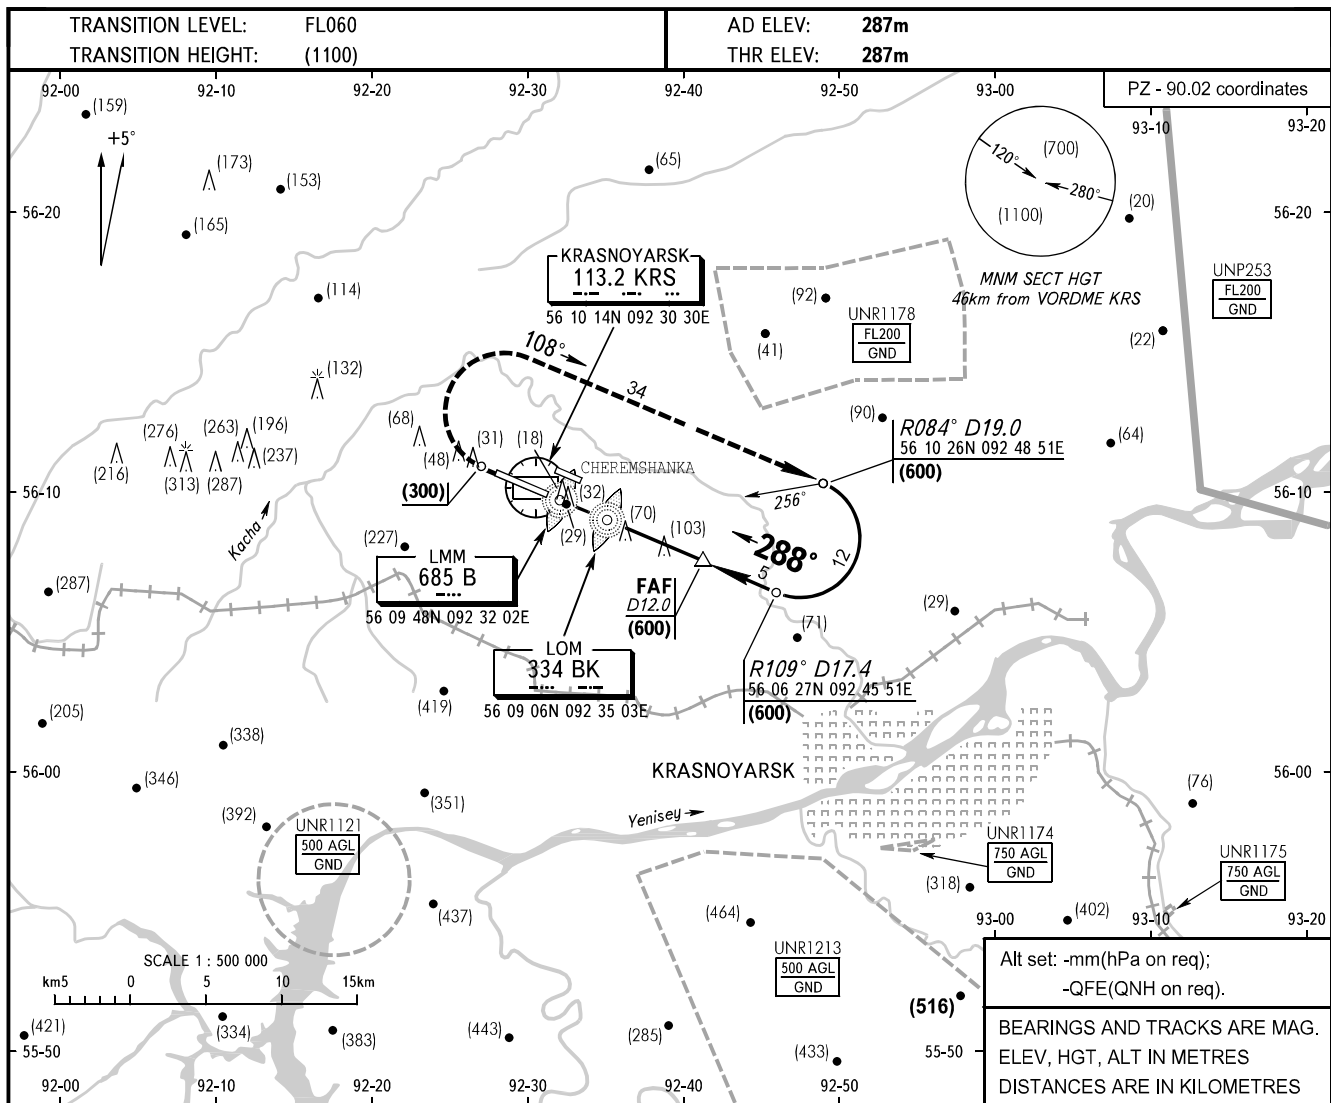 TRANSITION LEVEL: FL060
AD ELEV: 287m
TRANSITION HEIGHT: (1100)
THR ELEV: 287m
92-00 92-10 92-20 92-30 92-40 92-50 93-00
PZ - 90.02 coordinates
93-10 93-20
(159)
+5°
(173)
(153)
(65)
(700)
120°
280°
(1100)
(20)
56-20
(165)
56-20
KRASNOYARSK
113.2 KRS
56 10 14N 092 30 30E
MNM SECT HGT
46km from VORDME KRS
UNP253
FL200
GND
(114)
(92)
(41)
UNR1178
FL200
GND
(22)
108°
34
(132)
(90)
R084° D19.0
56 10 26N 092 48 51E
(600)
(64)
(68)
(276)
(263)
(196)
(216)
(313)
(287)
(237)
(48)
(31)
(18)
CHEREMSHANKA
(32)
(300)
256°
56-10
56-10
Kacha
(29)
(70)
(103)
288°
5
12
(227)
LMM
685 B
56 09 48N 092 32 02E
FAF
D12.0
(600)
(287)
(29)
(71)
LOM
334 BK
56 09 06N 092 35 03E
R109° D17.4
56 06 27N 092 45 51E
(600)
(419)
(205)
(338)
KRASNOYARSK
56-00
56-00
(346)
(351)
(76)
(392)
Yenisey
UNR1121
500 AGL
GND
UNR1174
750 AGL
GND
UNR1175
750 AGL
GND
(318)
(437)
(464)
(402)
93-00 93-10 93-20
UNR1213
500 AGL
GND
SCALE 1 : 500 000
km5 0 5 10 15km
Alt set: -mm(hPa on req);
-QFE(QNH on req).
(516)
(421)
(334)
(383)
(443)
(285)
(433)
55-50
55-50
BEARINGS AND TRACKS ARE MAG.
ELEV, HGT, ALT IN METRES
DISTANCES ARE IN KILOMETRES
92-00 92-10 92-20 92-30 92-40 92-50